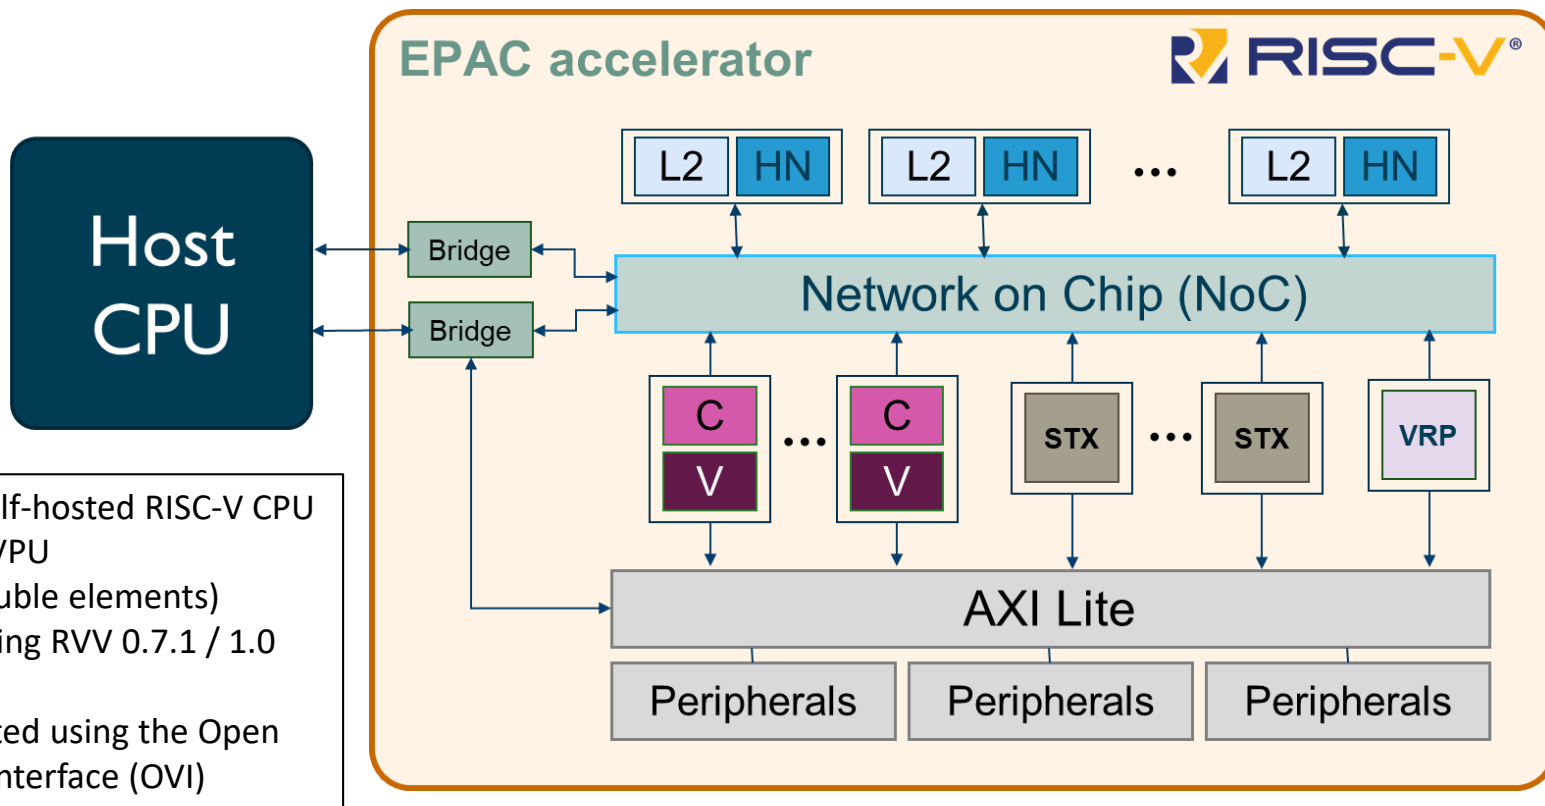 EPAC accelerator
RISC-V®
L2 HN L2 HN ... L2 HN
Host
CPU
Bridge
Bridge
Network on Chip (NoC)
C ... C
V V
STX ... STX
VRP
AXI Lite
Peripherals Peripherals Peripherals
lf-hosted RISC-V CPU
VPU
uble elements)
ing RVV 0.7.1 / 1.0
ted using the Open
nterface (OVI)